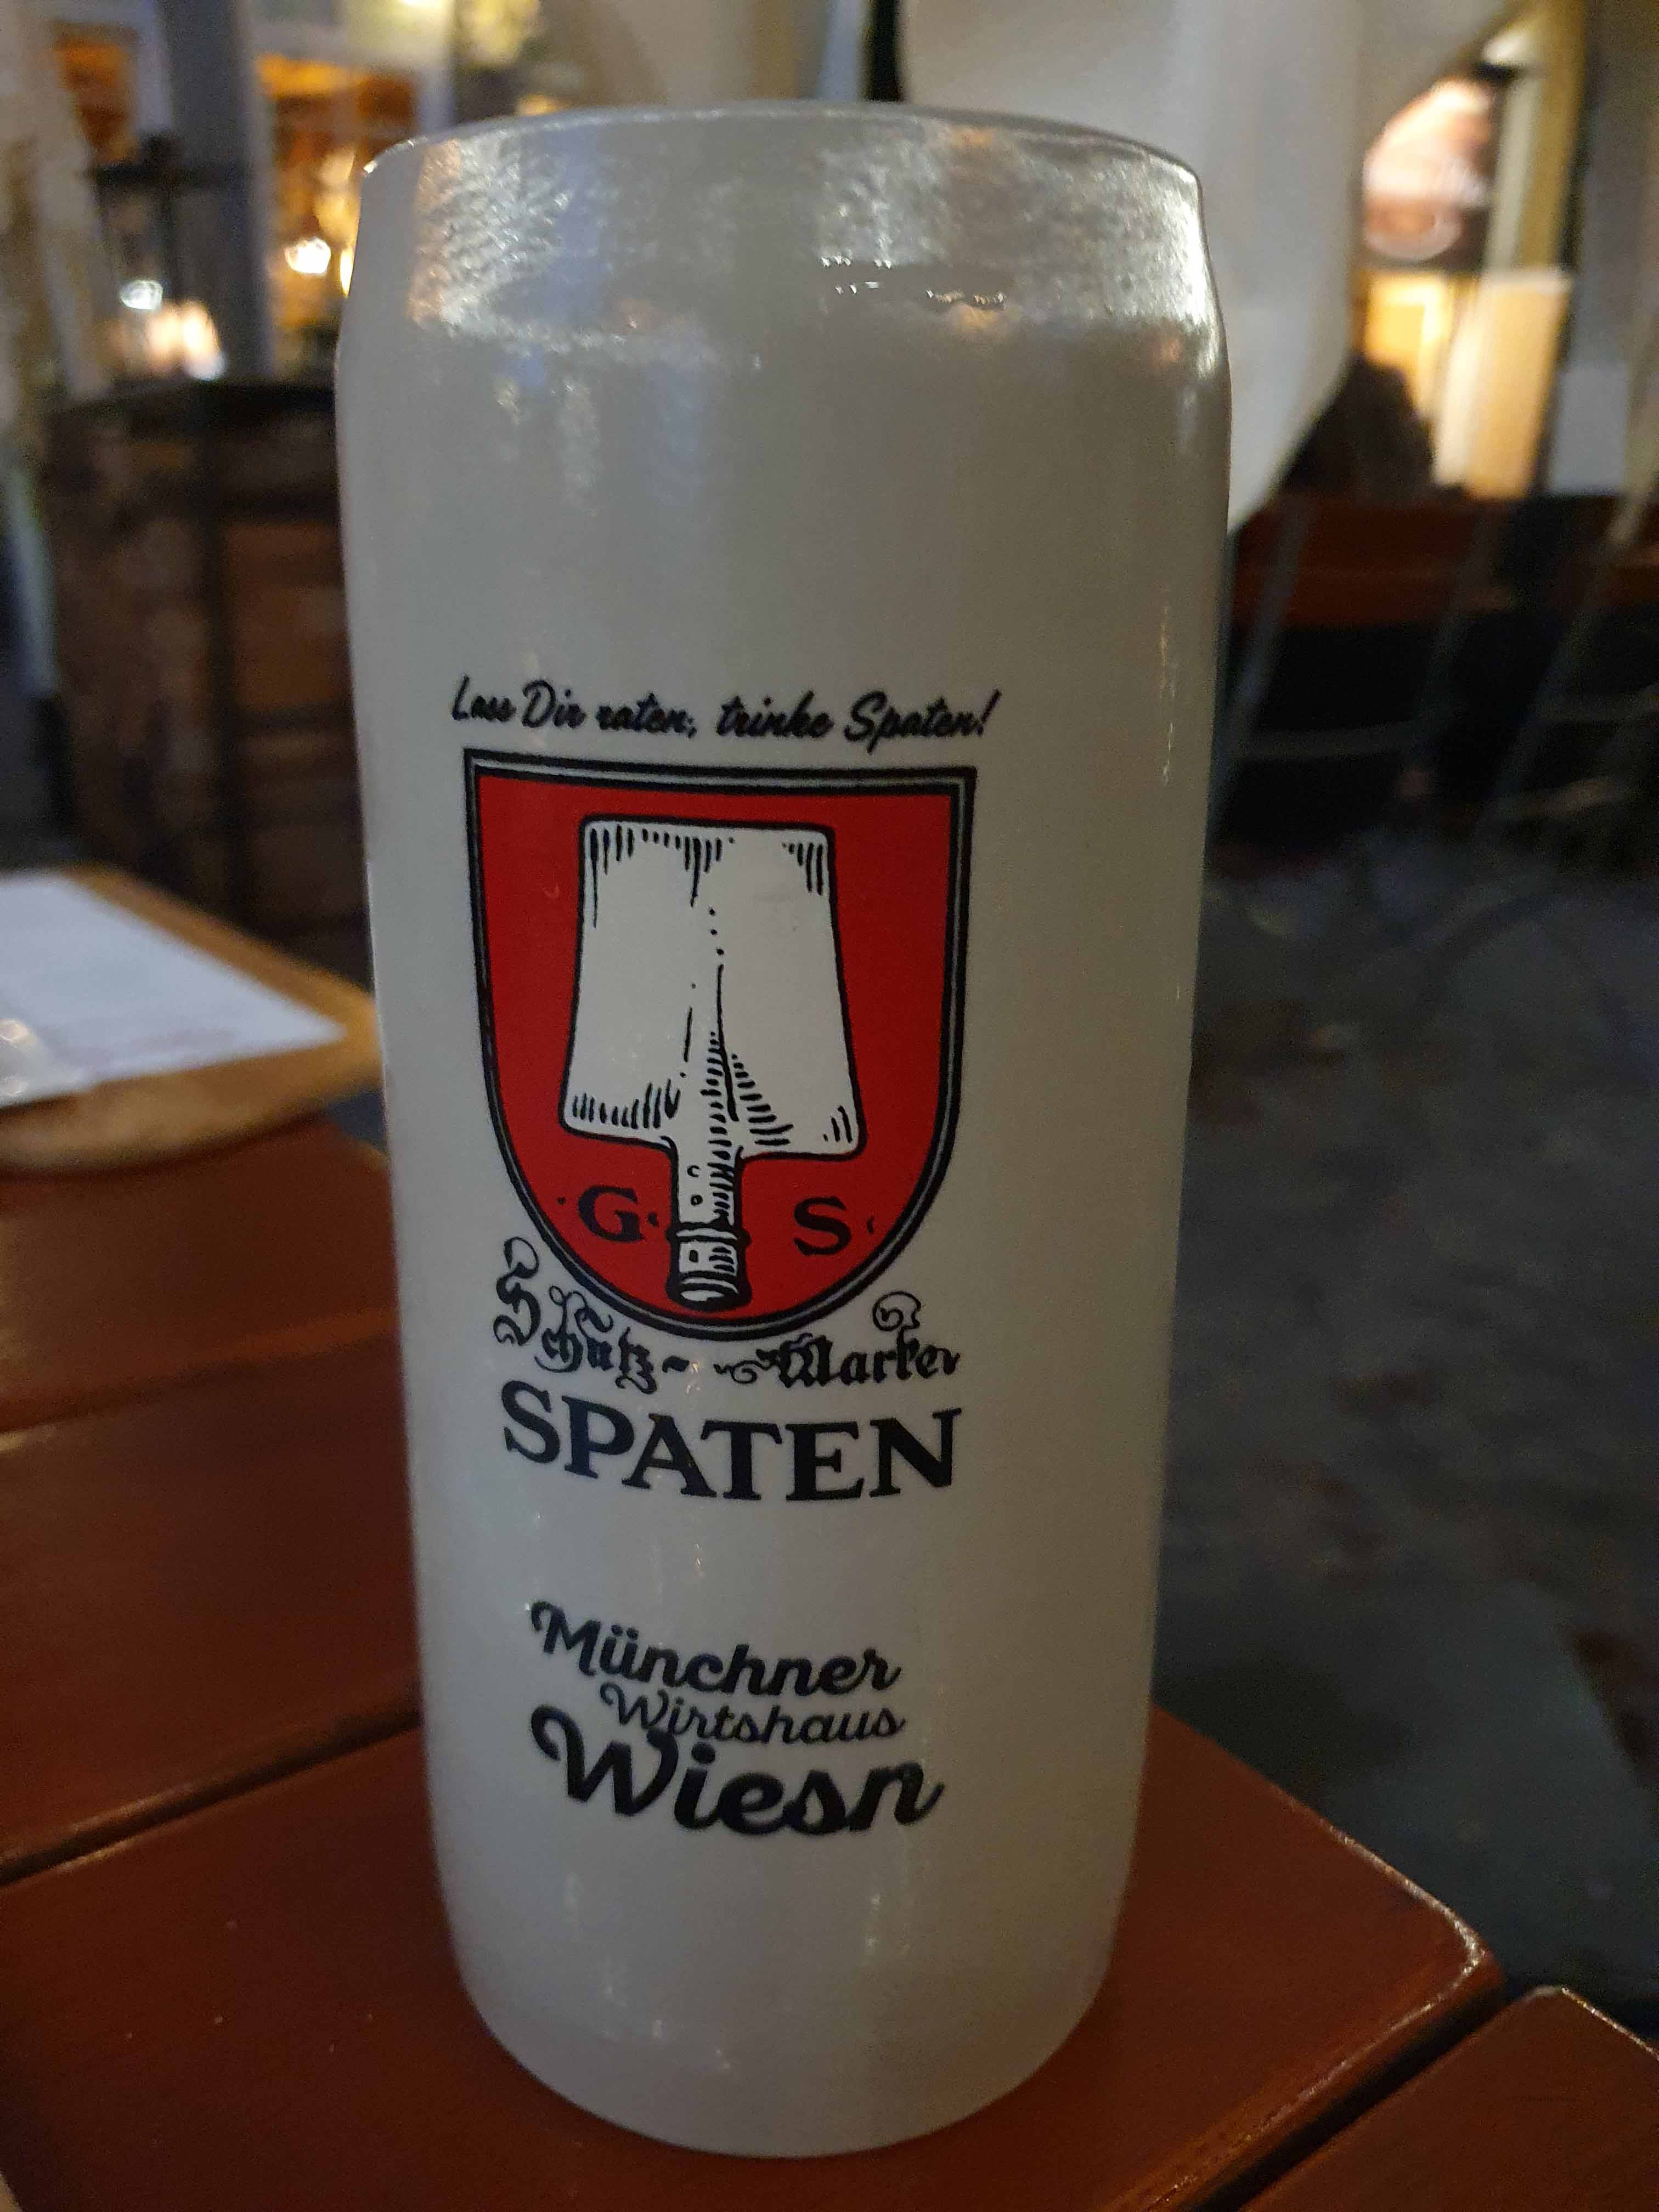 Lass Dir raten, trinke Spaten!
G S
Schutz-Marke
SPATEN
Münchner
Wirtshaus
Wiesn